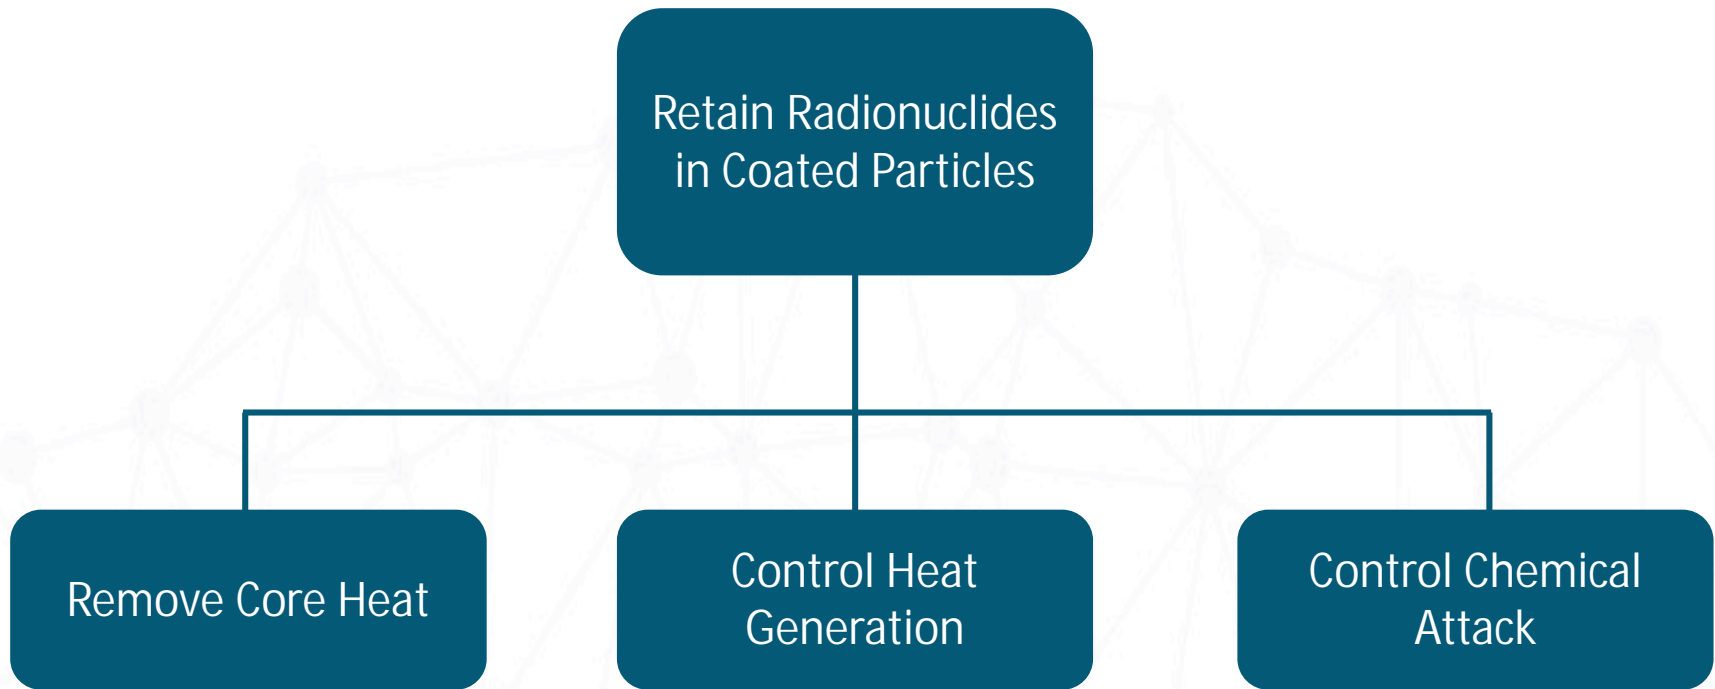 Retain Radionuclides
in Coated Particles
Remove Core Heat
Control Heat
Generation
Control Chemical
Attack